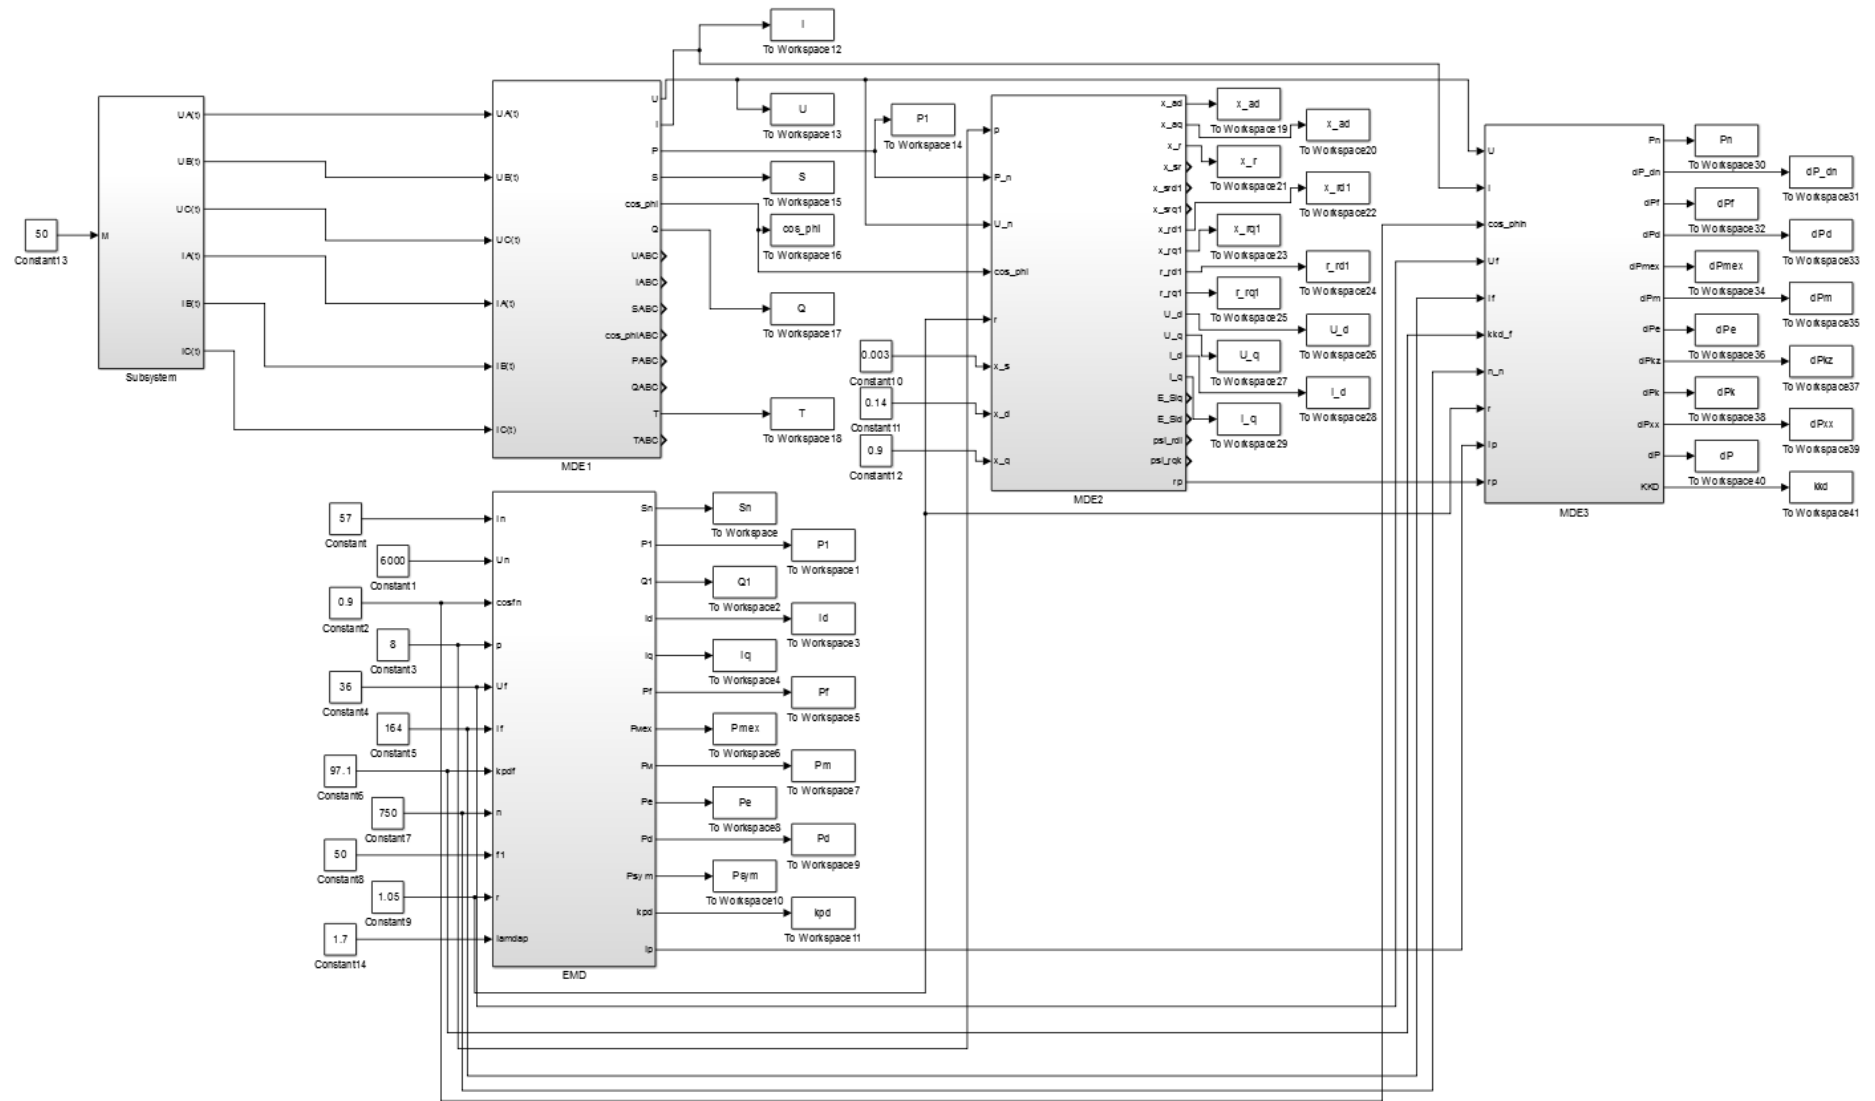 50
Constant13
M
UA(t)
UB(t)
UC(t)
IA(t)
IB(t)
IC(t)
Subsystem
UA(t)
UB(t)
UC(t)
IA(t)
IB(t)
IC(t)
U
I
P
S
cos_phi
Q
UABC
IABC
SABC
cos_phiABC
PABC
QABC
T
TABC
MDE1
I
To Workspace12
U
To Workspace13
P1
To Workspace14
S
To Workspace15
cos_phi
To Workspace16
Q
To Workspace17
T
To Workspace18
0.003
Constant10
0.14
Constant11
0.9
Constant12
p
P_n
U_n
cos_phi
r
x_s
x_d
x_q
x_ad
x_aq
x_r
x_sr
x_srd1
x_srq1
x_rd1
x_rq1
r_rd1
r_rq1
U_d
U_q
I_d
I_q
E_Siq
E_Sid
psi_rdi
psi_rqk
rp
MDE2
x_ad
To Workspace19
x_ad
To Workspace20
x_r
To Workspace21
x_rd1
To Workspace22
x_rq1
To Workspace23
r_rd1
To Workspace24
r_rq1
To Workspace25
U_d
To Workspace26
U_q
To Workspace27
I_d
To Workspace28
I_q
To Workspace29
U
I
cos_phin
Uf
If
kkd_f
n_n
r
Ip
rp
Pn
dP_dn
dPf
dPd
dPmex
dPm
dPe
dPkz
dPk
dPxx
dP
KKD
MDE3
Pn
To Workspace30
dP_dn
To Workspace31
dPf
To Workspace32
dPd
To Workspace33
dPmex
To Workspace34
dPm
To Workspace35
dPe
To Workspace36
dPkz
To Workspace37
dPk
To Workspace38
dPxx
To Workspace39
dP
To Workspace40
kkd
To Workspace41
57
Constant
6000
Constant1
0.9
Constant2
8
Constant3
36
Constant4
164
Constant5
97.1
Constant6
750
Constant7
50
Constant8
1.05
Constant9
1.7
Constant14
In
Un
cosfn
p
Uf
If
kpdf
n
f1
r
lamdap
Sn
P1
Q1
Id
Iq
Pf
Pmex
Pм
Pe
Pd
Psym
kpd
Ip
EMD
Sn
To Workspace
P1
To Workspace1
Q1
To Workspace2
Id
To Workspace3
Iq
To Workspace4
Pf
To Workspace5
Pmex
To Workspace6
Pm
To Workspace7
Pe
To Workspace8
Pd
To Workspace9
Psym
To Workspace10
kpd
To Workspace11